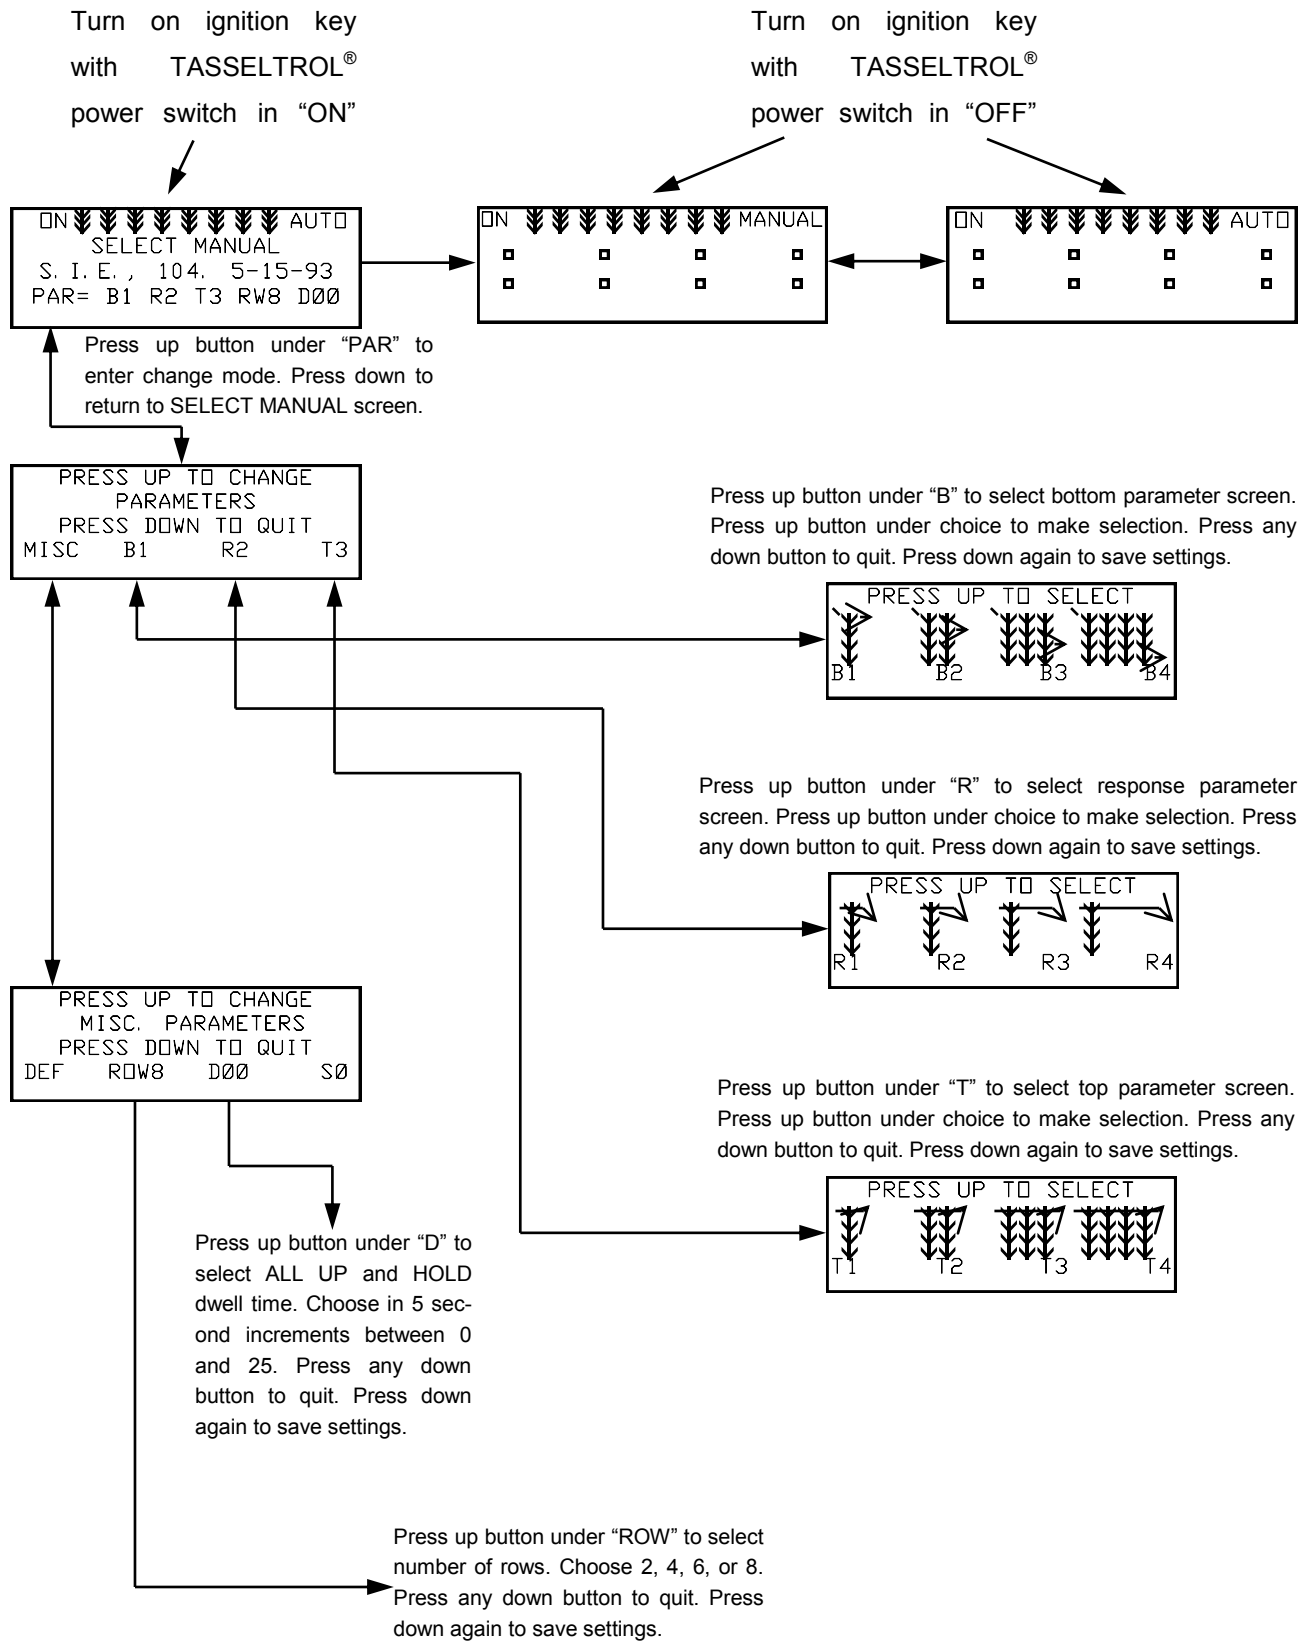 Turn on ignition key
with TASSELTROL®
power switch in “ON”
Turn on ignition key
with TASSELTROL®
power switch in “OFF”
ON AUTO
SELECT MANUAL
S. I. E., 104. 5-15-93
PAR= B1 R2 T3 RW8 D00
ON MANUAL
ON AUTO
Press up button under “PAR” to
enter change mode. Press down to
return to SELECT MANUAL screen.
PRESS UP TO CHANGE
PARAMETERS
PRESS DOWN TO QUIT
MISC B1 R2 T3
Press up button under “B” to select bottom parameter screen.
Press up button under choice to make selection. Press any
down button to quit. Press down again to save settings.
PRESS UP TO SELECT
B1 B2 B3 B4
Press up button under “R” to select response parameter
screen. Press up button under choice to make selection. Press
any down button to quit. Press down again to save settings.
PRESS UP TO SELECT
R1 R2 R3 R4
PRESS UP TO CHANGE
MISC. PARAMETERS
PRESS DOWN TO QUIT
DEF ROW8 D00 S0
Press up button under “T” to select top parameter screen.
Press up button under choice to make selection. Press any
down button to quit. Press down again to save settings.
PRESS UP TO SELECT
T1 T2 T3 T4
Press up button under “D” to
select ALL UP and HOLD
dwell time. Choose in 5 sec-
ond increments between 0
and 25. Press any down
button to quit. Press down
again to save settings.
Press up button under “ROW” to select
number of rows. Choose 2, 4, 6, or 8.
Press any down button to quit. Press
down again to save settings.